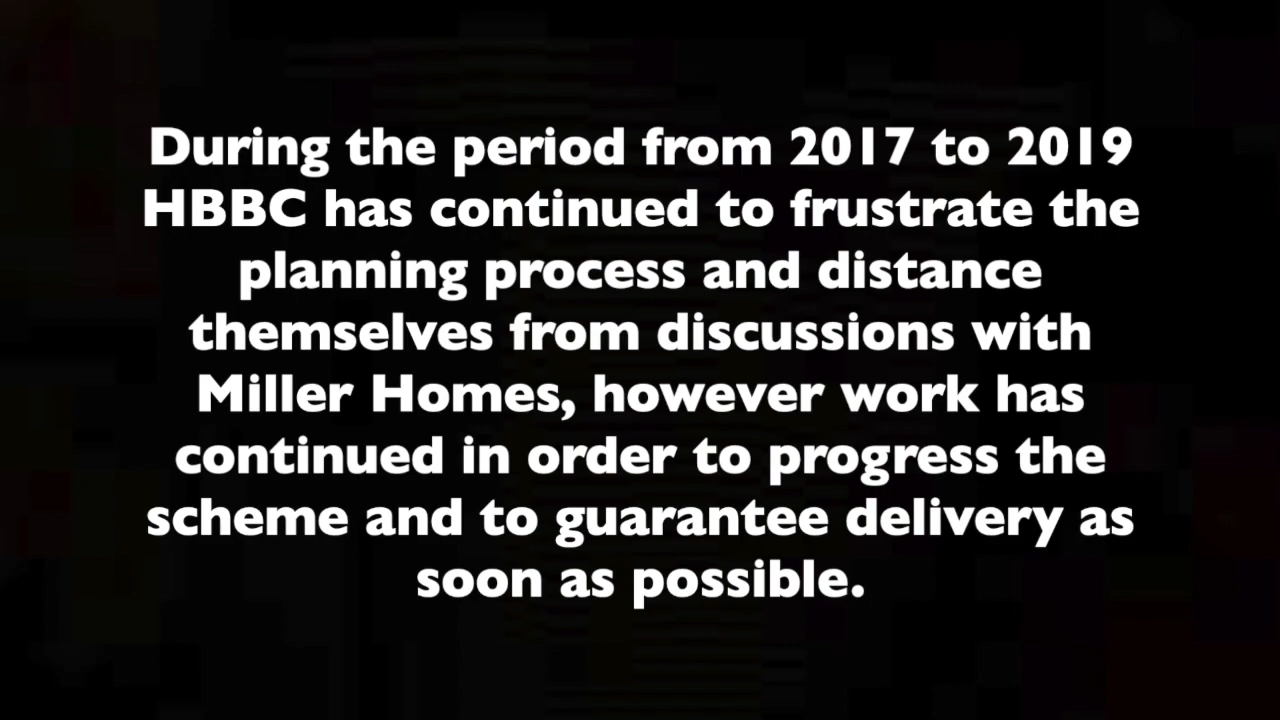 During the period from 2017 to 2019
HBBC has continued to frustrate the
planning process and distance
themselves from discussions with
Miller Homes, however work has
continued in order to progress the
scheme and to guarantee delivery as
soon as possible.